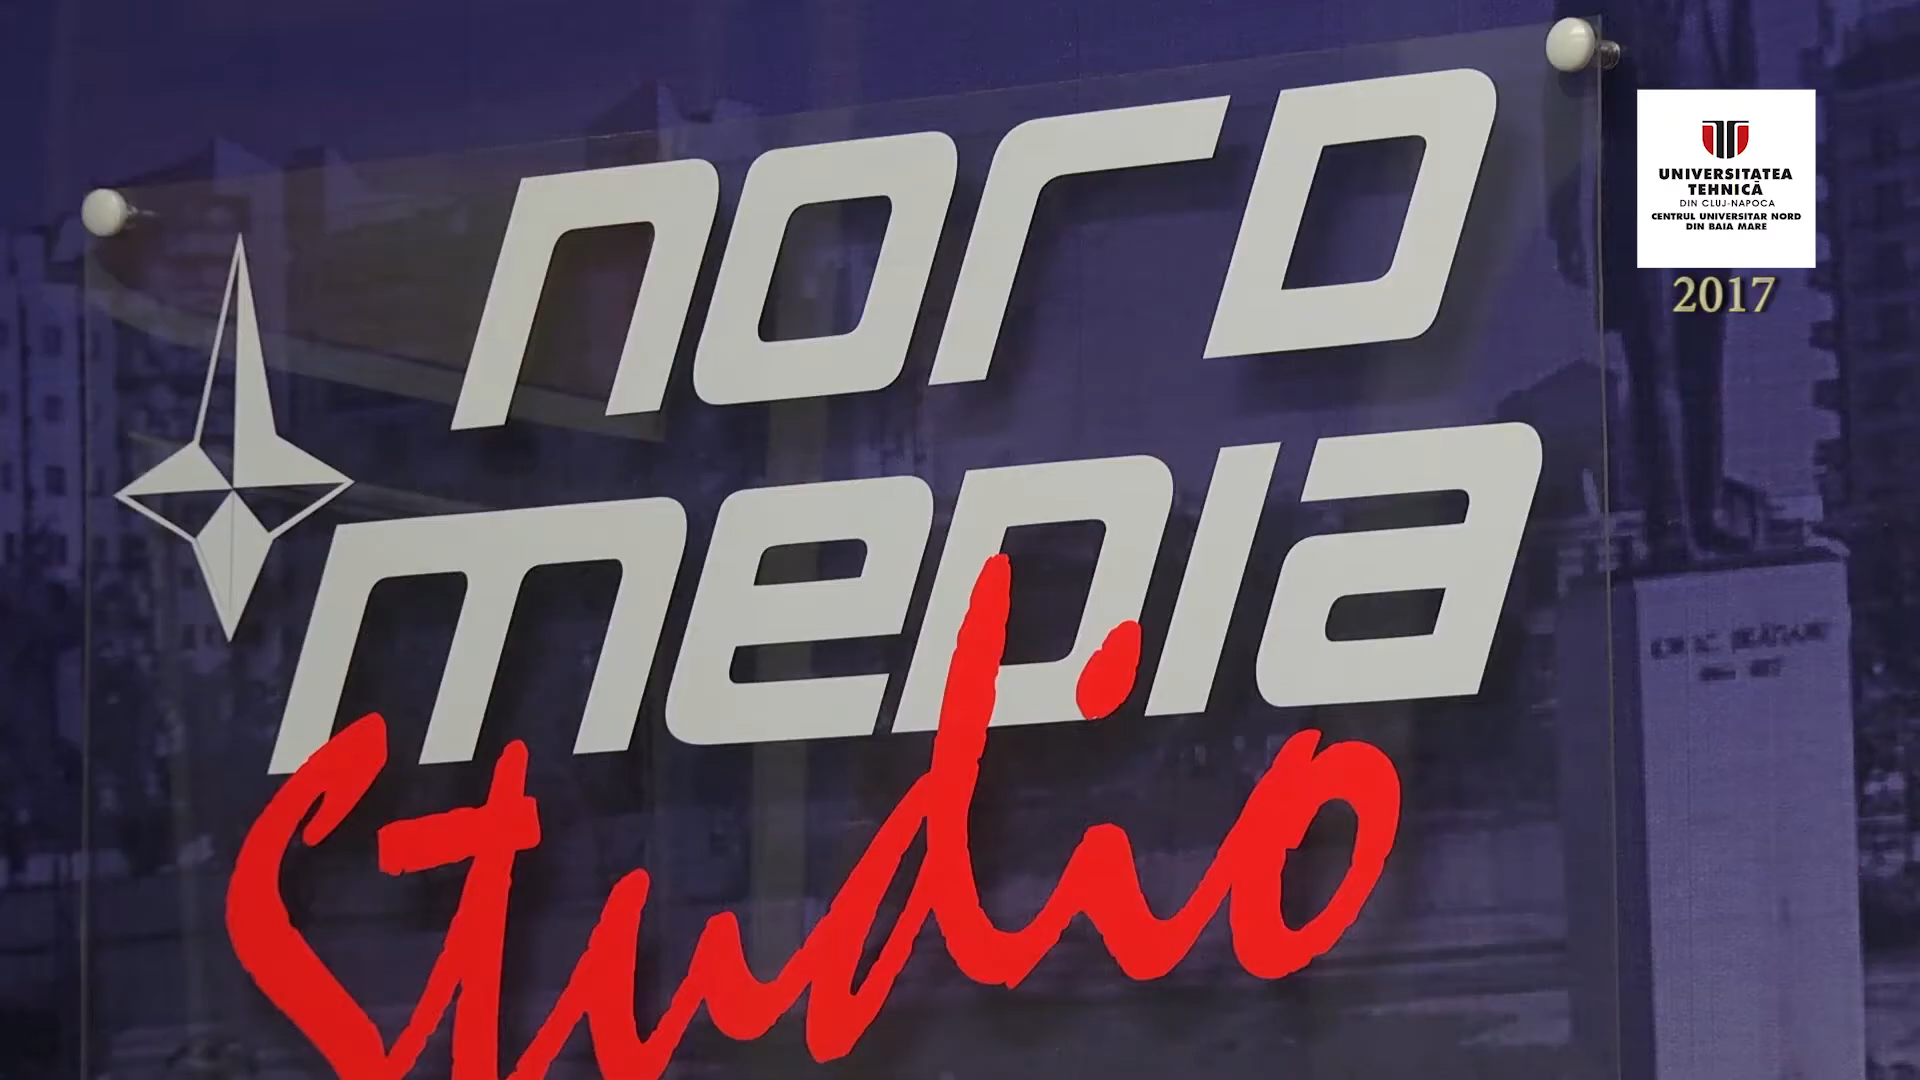 nord
media
Studio
UNIVERSITATEA
TEHNICĂ
DIN CLUJ-NAPOCA
CENTRUL UNIVERSITAR NORD
DIN BAIA MARE
2017